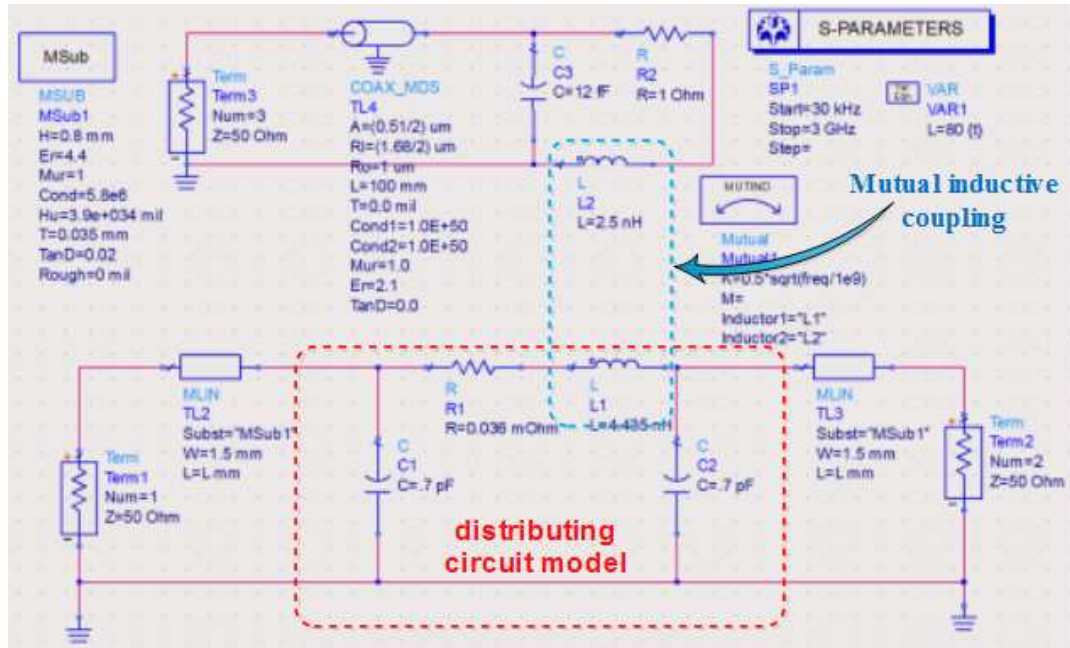 MSub
MSUB
MSub1
H=0.8 mm
Er=4.4
Mur=1
Cond=5.8e6
Hu=3.9e+034 mil
T=0.035 mm
TanD=0.02
Rough=0 mil
Term
Term3
Num=3
Z=50 Ohm
COAX_MDS
TL4
A=(0.51/2) um
Ri=(1.68/2) um
Ro=1 um
L=100 mm
T=0.0 mil
Cond1=1.0E+50
Cond2=1.0E+50
Mur=1.0
Er=2.1
TanD=0.0
C
C3
C=12 fF
R
R2
R=1 Ohm
L
L2
L=2.5 nH
S-PARAMETERS
S_Param
SP1
Start=30 kHz
Stop=3 GHz
Step=
VAR
VAR1
L=80 {t}
Mutual inductive
coupling
MUTIND
Mutual
K=0.5*sqrt(freq/1e9)
M=
Inductor1="L1"
Inductor2="L2"
Term
Term1
Num=1
Z=50 Ohm
MLIN
TL2
Subst="MSub1"
W=1.5 mm
L=L mm
C
C1
C=.7 pF
R
R1
R=0.036 mOhm
L
L1
L=4.435 nH
C
C2
C=.7 pF
MLIN
TL3
Subst="MSub1"
W=1.5 mm
L=L mm
Term
Term2
Num=2
Z=50 Ohm
distributing
circuit model